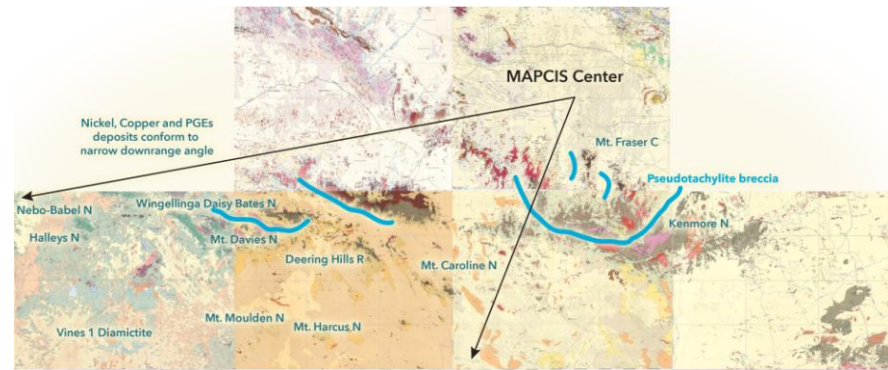 MAPCIS Center
Nickel, Copper and PGEs
deposits conform to
narrow downrange angle
Mt. Fraser C
Pseudotachylite breccia
Nebo-Babel N
Wingellinga Daisy Bates N
Kenmore N
Halleys N
Mt. Davies N
Deering Hills R
Mt. Caroline N
Vines 1 Diamictite
Mt. Moulden N
Mt. Harcus N